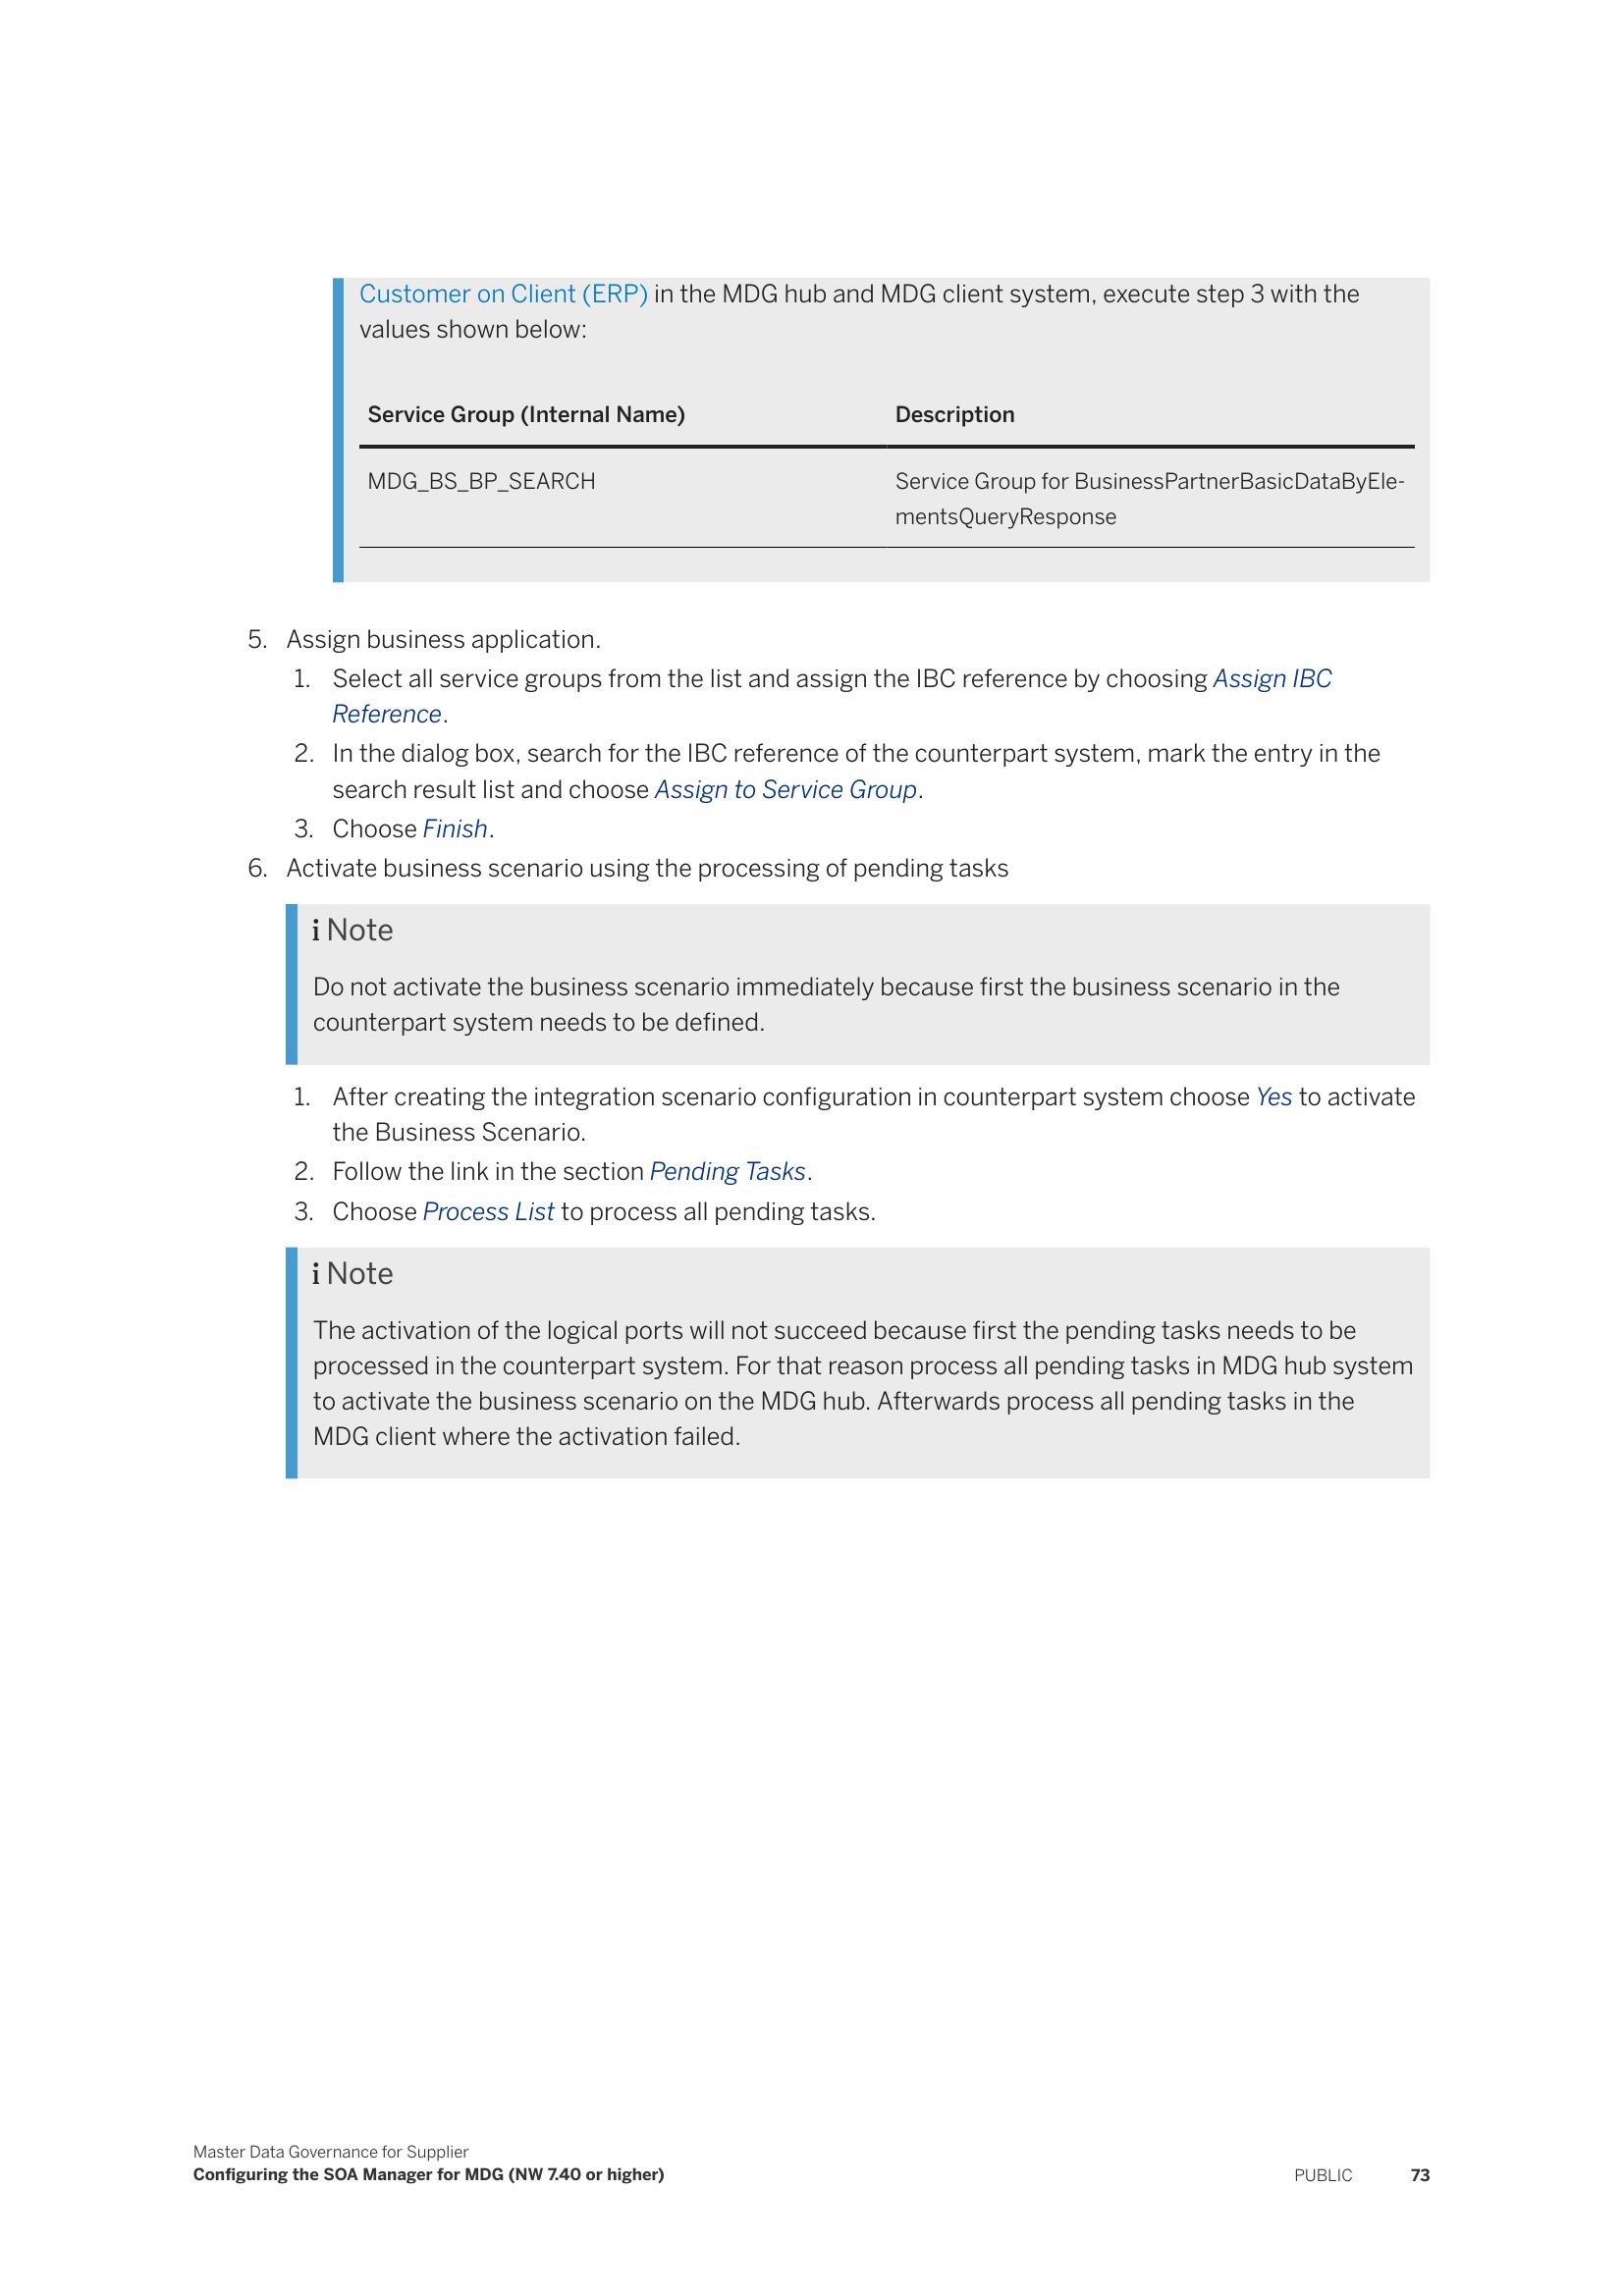 Customer on Client (ERP) in the MDG hub and MDG client system, execute step 3 with the
values shown below:
Service Group (Internal Name) Description
MDG_BS_BP_SEARCH Service Group for BusinessPartnerBasicDataByEle-
mentsQueryResponse
5. Assign business application.
1. Select all service groups from the list and assign the IBC reference by choosing Assign IBC
Reference.
2. In the dialog box, search for the IBC reference of the counterpart system, mark the entry in the
search result list and choose Assign to Service Group.
3. Choose Finish.
6. Activate business scenario using the processing of pending tasks
i Note
Do not activate the business scenario immediately because first the business scenario in the
counterpart system needs to be defined.
1. After creating the integration scenario configuration in counterpart system choose Yes to activate
the Business Scenario.
2. Follow the link in the section Pending Tasks.
3. Choose Process List to process all pending tasks.
i Note
The activation of the logical ports will not succeed because first the pending tasks needs to be
processed in the counterpart system. For that reason process all pending tasks in MDG hub system
to activate the business scenario on the MDG hub. Afterwards process all pending tasks in the
MDG client where the activation failed.
Master Data Governance for Supplier
Configuring the SOA Manager for MDG (NW 7.40 or higher) PUBLIC 73